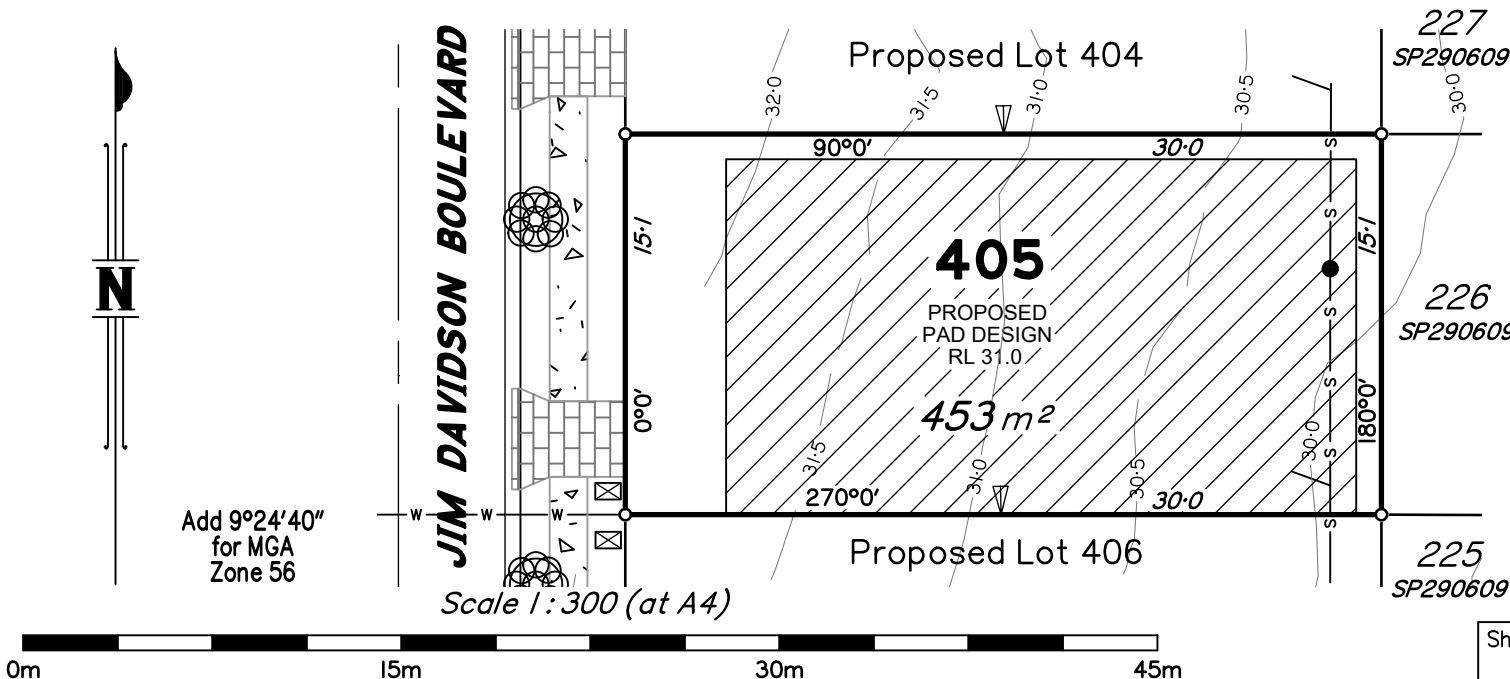 227
SP290609
JIM DAVIDSON BOULEVARD
Proposed Lot 404
32·0
31·5
31·0
30·5
30·0
90°0'
30·0
S
15·1
15·1
S
405
N
PROPOSED
PAD DESIGN
RL 31.0
226
SP290609
S
S
453 m²
0°0'
180°0'
31·5
31·0
30·5
30·0
S
S
270°0'
30·0
W
W
W
S
Add 9°24'40"
for MGA
Zone 56
Proposed Lot 406
225
SP290609
Scale 1:300 (at A4)
0m
15m
30m
45m